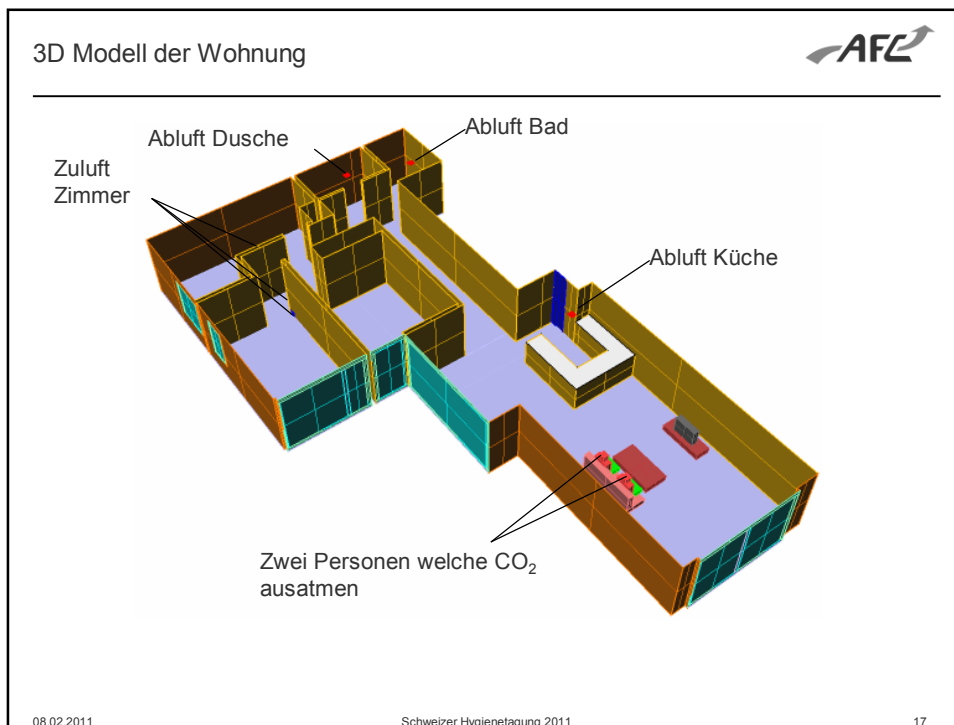 3D Modell der Wohnung
AFC
Abluft Dusche
Abluft Bad
Zuluft
Zimmer
Abluft Küche
Zwei Personen welche CO₂
ausatmen
08.02.2011
Schweizer Hygienetagung 2011
17